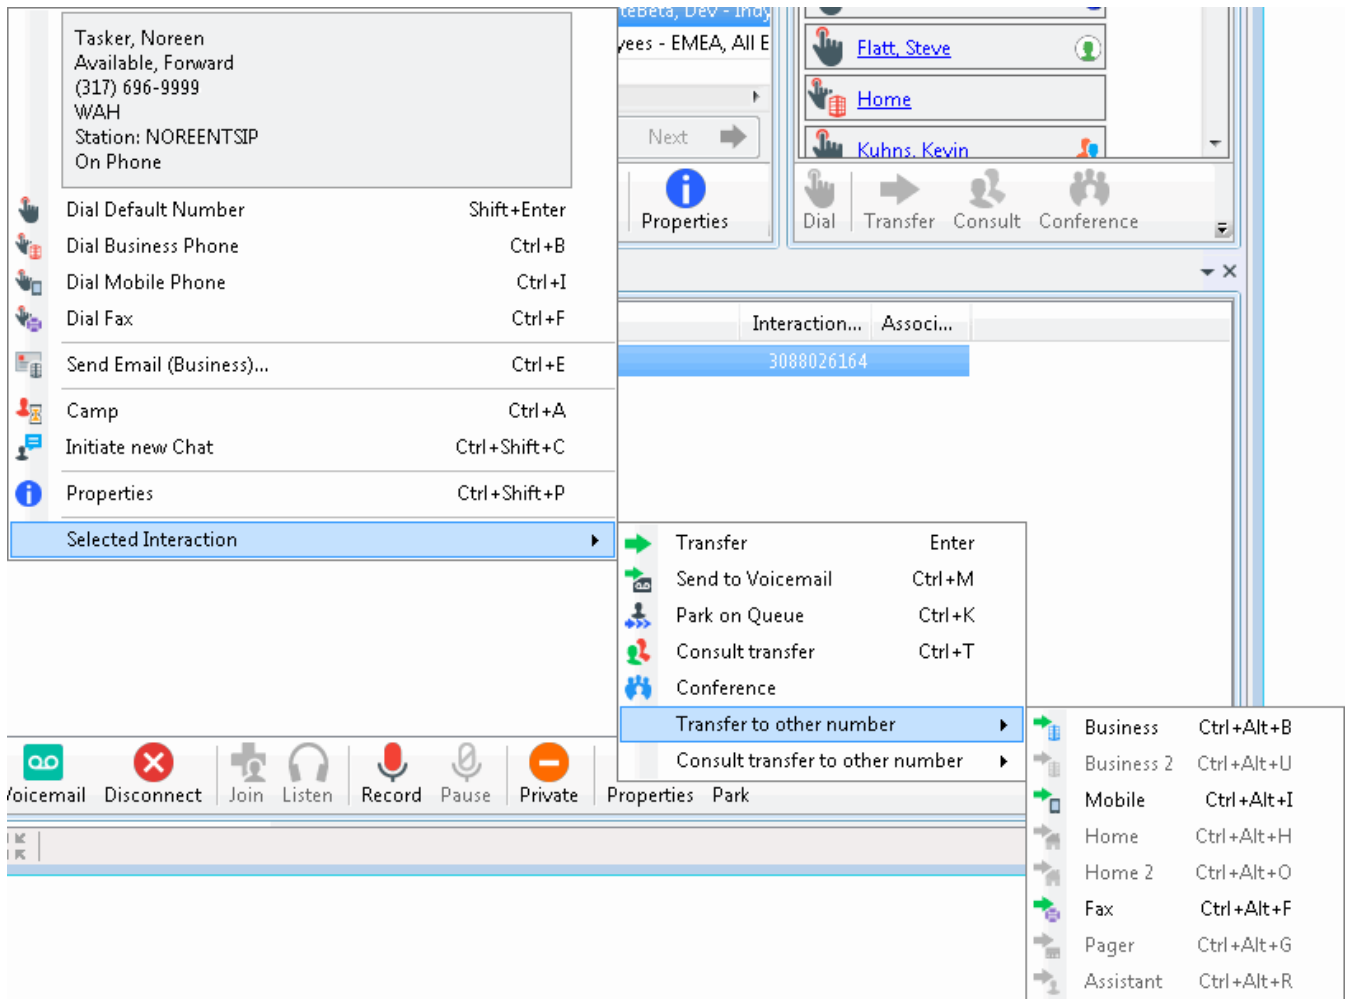 Tasker, Noreen
Available, Forward
(317) 696-9999
WAH
Station: NOREENTSIP
On Phone
Dial Default Number Shift+Enter
Dial Business Phone Ctrl+B
Dial Mobile Phone Ctrl+I
Dial Fax Ctrl+F
Send Email (Business)... Ctrl+E
Camp Ctrl+A
Initiate new Chat Ctrl+Shift+C
Properties Ctrl+Shift+P
Selected Interaction
Dev - Indy
yees - EMEA, All E
Next
Properties
Flatt, Steve
Home
Kuhns, Kevin
Dial Transfer Consult Conference
Interaction... Associ...
3088026164
Transfer Enter
Send to Voicemail Ctrl+M
Park on Queue Ctrl+K
Consult transfer Ctrl+T
Conference
Transfer to other number
Consult transfer to other number
Business Ctrl+Alt+B
Business 2 Ctrl+Alt+U
Mobile Ctrl+Alt+I
Home Ctrl+Alt+H
Home 2 Ctrl+Alt+O
Fax Ctrl+Alt+F
Pager Ctrl+Alt+G
Assistant Ctrl+Alt+R
Voicemail Disconnect Join Listen Record Pause Private Properties Park